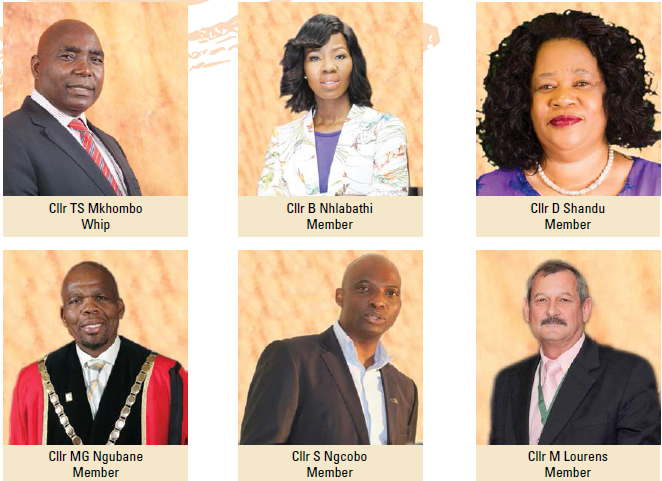 Cllr TS Mkhombo
Whip
Cllr B Nhlabathi
Member
Cllr D Shandu
Member
Cllr MG Ngubane
Member
Cllr S Ngcobo
Member
Cllr M Lourens
Member